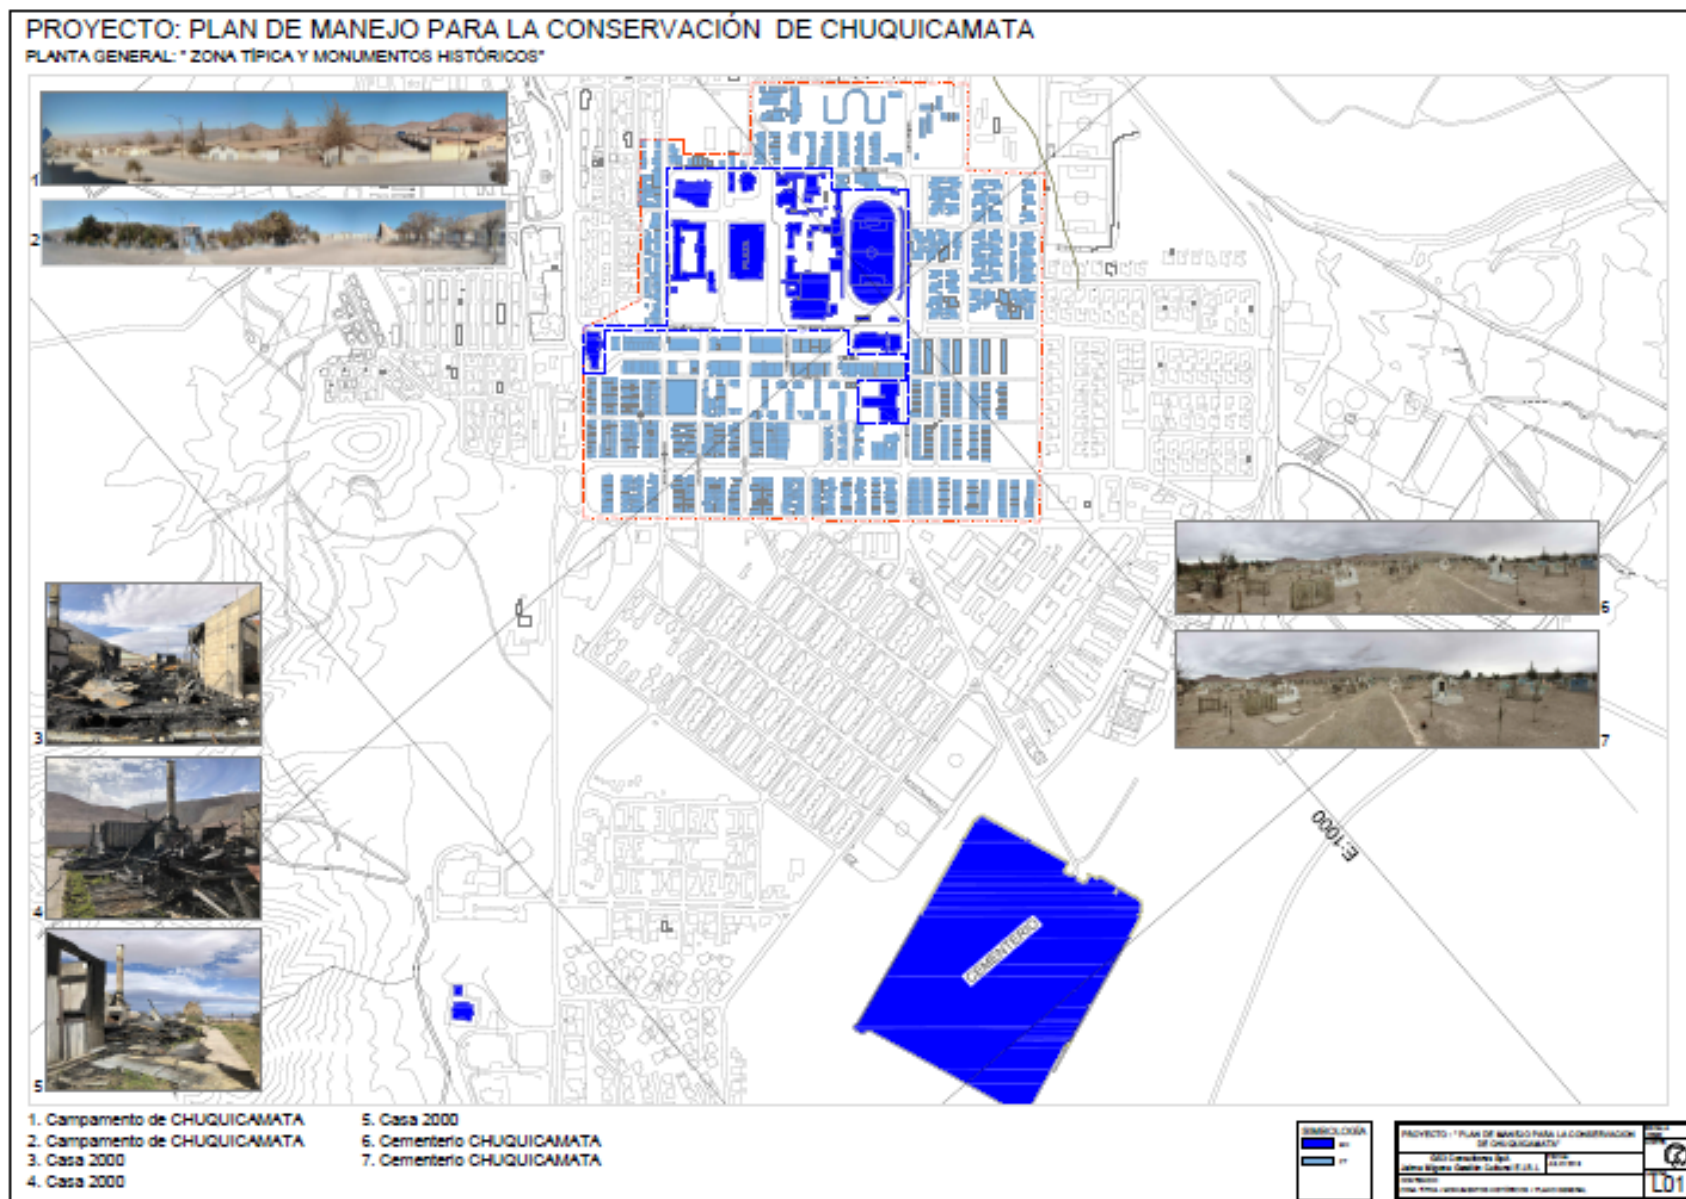 PROYECTO: PLAN DE MANEJO PARA LA CONSERVACIÓN DE CHUQUICAMATA
PLANTA GENERAL: " ZONA TÍPICA Y MONUMENTOS HISTÓRICOS"
1
2
PLAZA
6
7
3
4
5
E:1000
CEMENTERIO
1. Campamento de CHUQUICAMATA
2. Campamento de CHUQUICAMATA
3. Casa 2000
4. Casa 2000
5. Casa 2000
6. Cementerio CHUQUICAMATA
7. Cementerio CHUQUICAMATA
SIMBOLOGÍA
MH
PROYECTO : " PLAN DE MANEJO PARA LA CONSERVACION
DE CHUQUICAMATA"
L01